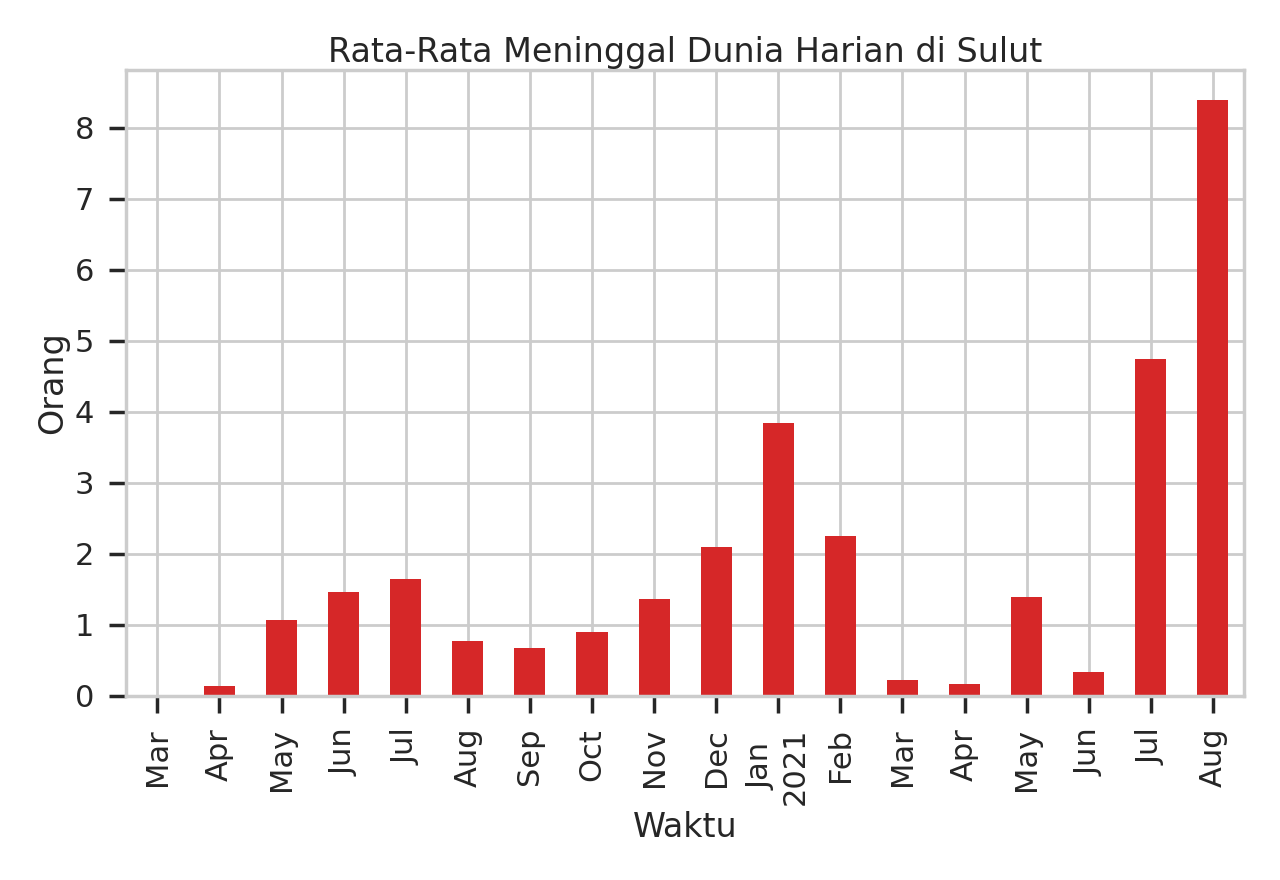 Rata-Rata Meninggal Dunia Harian di Sulut
8
7
6
5
4
3
2
1
0
Orang
Mar
Apr
May
Jun
Jul
Aug
Sep
Oct
Nov
Dec
Jan
2021
Feb
Mar
Apr
May
Jun
Jul
Aug
Waktu